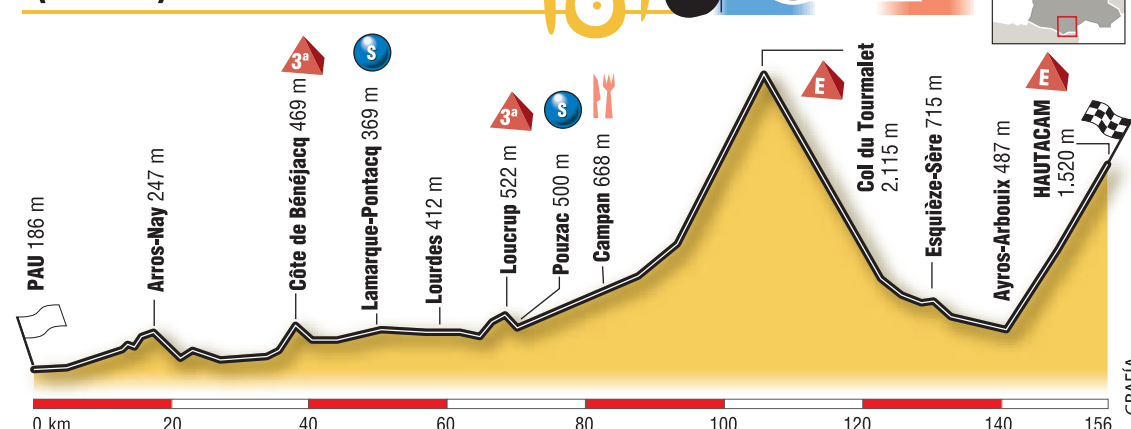 PAU 186 m
Arros-Nay 247 m
3ª
Côte de Bénéjacq 469 m
S
Lamarque-Pontacq 369 m
Lourdes 412 m
3ª
Loucrup 522 m
S
Pouzac 500 m
Campan 668 m
E
Col du Tourmalet
2.115 m
Esquièze-Sère 715 m
Ayros-Arbouix 487 m
E
HAUTACAM
1.520 m
0 km 20 40 60 80 100 120 140 156
GRAFÍA